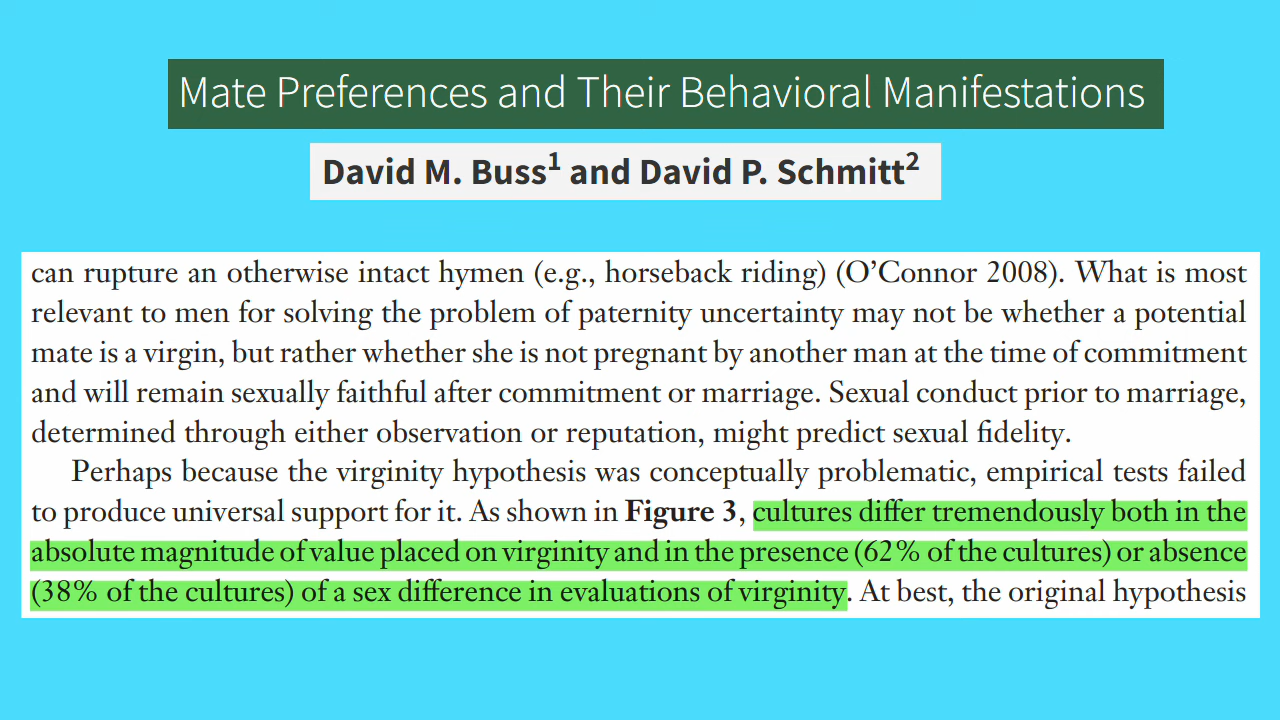 Mate Preferences and Their Behavioral Manifestations
David M. Buss¹ and David P. Schmitt²
can rupture an otherwise intact hymen (e.g., horseback riding) (O’Connor 2008). What is most
relevant to men for solving the problem of paternity uncertainty may not be whether a potential
mate is a virgin, but rather whether she is not pregnant by another man at the time of commitment
and will remain sexually faithful after commitment or marriage. Sexual conduct prior to marriage,
determined through either observation or reputation, might predict sexual fidelity.
Perhaps because the virginity hypothesis was conceptually problematic, empirical tests failed
to produce universal support for it. As shown in Figure 3, cultures differ tremendously both in the
absolute magnitude of value placed on virginity and in the presence (62% of the cultures) or absence
(38% of the cultures) of a sex difference in evaluations of virginity. At best, the original hypothesis